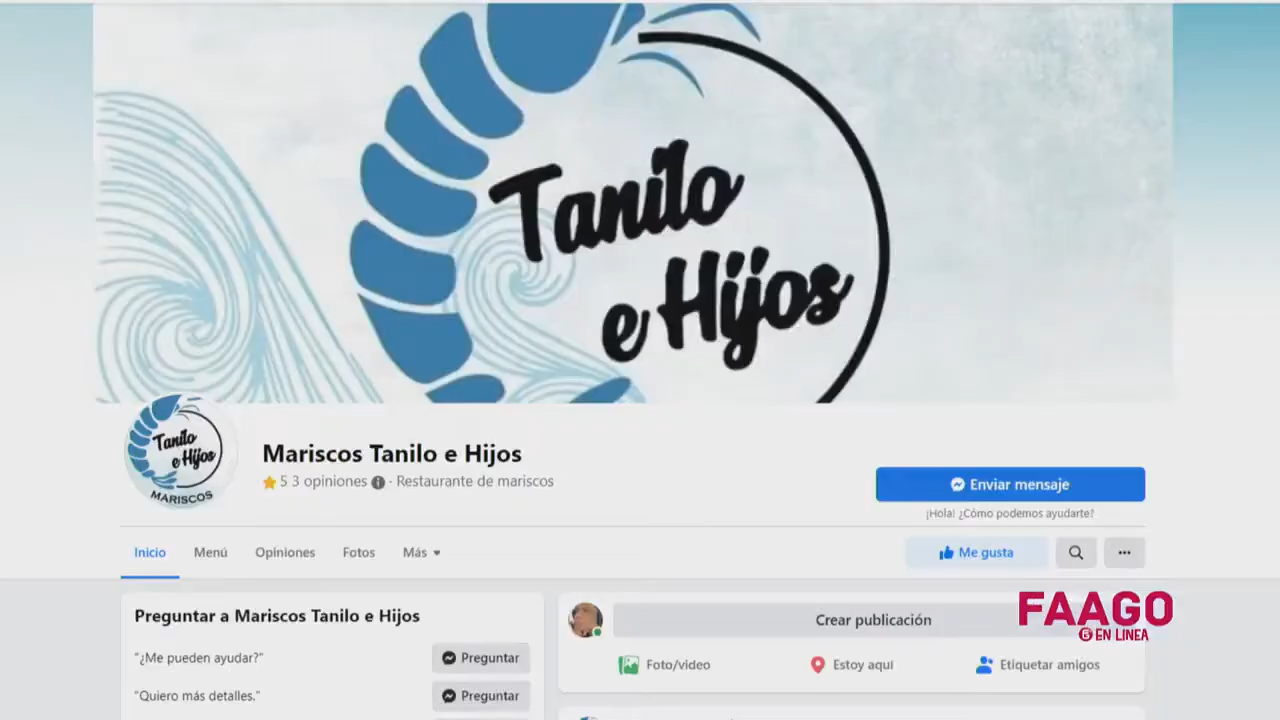 Tanilo
e Hijos
Tanilo
e Hijos
MARISCOS
Mariscos Tanilo e Hijos
5 3 opiniones · Restaurante de mariscos
Enviar mensaje
¡Hola! ¿Cómo podemos ayudarte?
Inicio Menú Opiniones Fotos Más
Me gusta
Preguntar a Mariscos Tanilo e Hijos
"¿Me pueden ayudar?" Preguntar
"Quiero más detalles." Preguntar
Crear publicación
Foto/video Estoy aquí Etiquetar amigos
FAAGO
6 EN LINEA